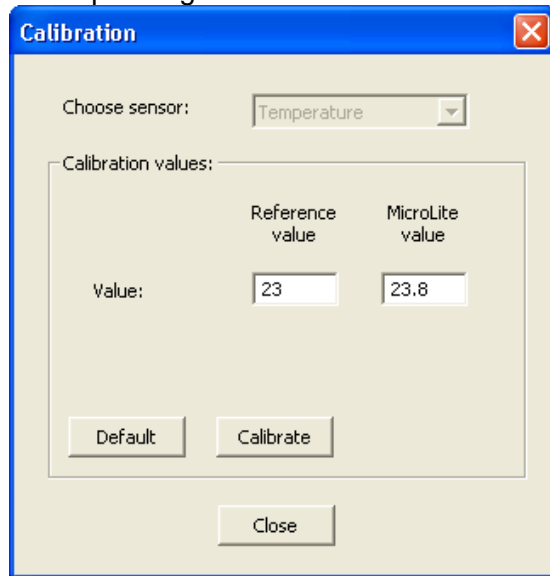 Calibration
Choose sensor: Temperature
Calibration values:
Reference value
MicroLite value
Value: 23 23.8
Default Calibrate
Close